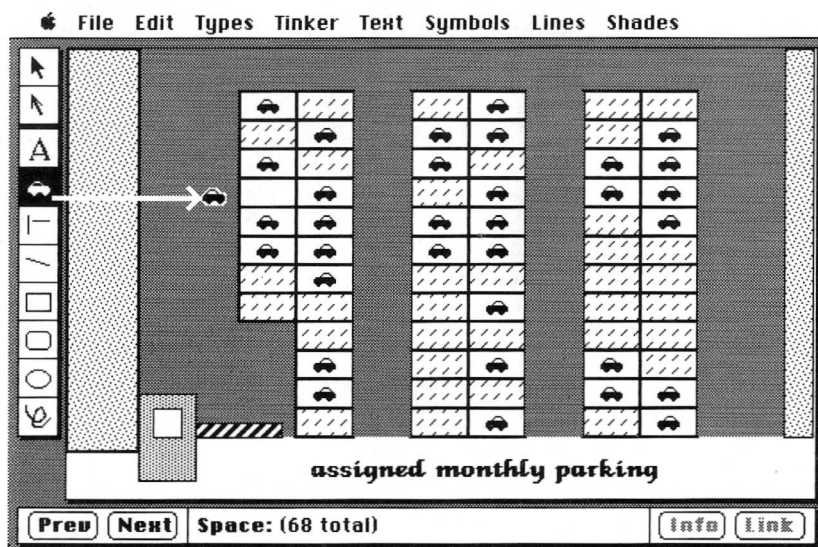 File Edit Types Tinker Text Symbols Lines Shades
A
assigned monthly parking
Prev Next Space: (68 total) Info Link